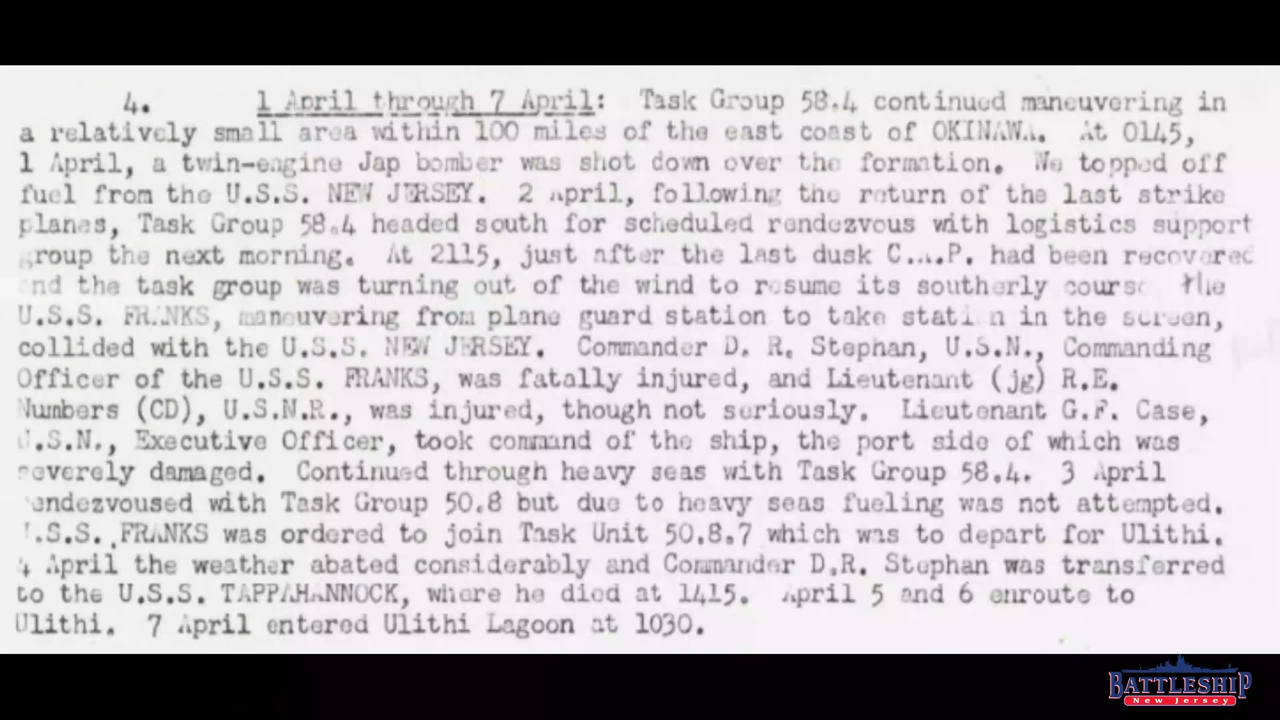 4. 1 April through 7 April: Task Group 58.4 continued maneuvering in
a relatively small area within 100 miles of the east coast of OKINAWA. At 0145,
1 April, a twin-engine Jap bomber was shot down over the formation. We topped off
fuel from the U.S.S. NEW JERSEY. 2 April, following the return of the last strike
planes, Task Group 58.4 headed south for scheduled rendezvous with logistics support
group the next morning. At 2115, just after the last dusk C.A.P. had been recovered
and the task group was turning out of the wind to resume its southerly course the
U.S.S. FRANKS, maneuvering from plane guard station to take station in the screen,
collided with the U.S.S. NEW JERSEY. Commander D. R. Stephan, U.S.N., Commanding
Officer of the U.S.S. FRANKS, was fatally injured, and Lieutenant (jg) R.E.
Numbers (CD), U.S.N.R., was injured, though not seriously. Lieutenant G.F. Case,
U.S.N., Executive Officer, took command of the ship, the port side of which was
severely damaged. Continued through heavy seas with Task Group 58.4. 3 April
rendezvoused with Task Group 50.8 but due to heavy seas fueling was not attempted.
U.S.S. FRANKS was ordered to join Task Unit 50.8.7 which was to depart for Ulithi.
4 April the weather abated considerably and Commander D.R. Stephan was transferred
to the U.S.S. TAPPAHANNOCK, where he died at 1415. April 5 and 6 enroute to
Ulithi. 7 April entered Ulithi Lagoon at 1030.
BATTLESHIP
New Jersey